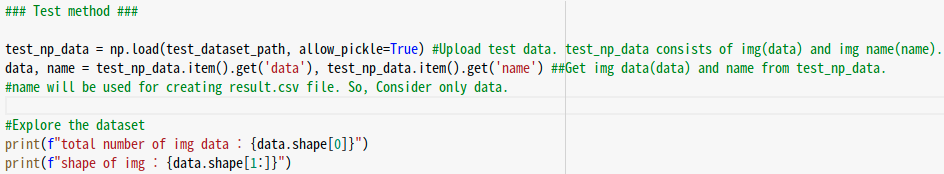 ### Test method ###
test_np_data = np.load(test_dataset_path, allow_pickle=True) #Upload test data. test_np_data consists of img(data) and img name(name).
data, name = test_np_data.item().get('data'), test_np_data.item().get('name') ##Get img data(data) and name from test_np_data.
#name will be used for creating result.csv file. So, Consider only data.
#Explore the dataset
print(f"total number of img data : {data.shape[0]}")
print(f"shape of img : {data.shape[1:]}")